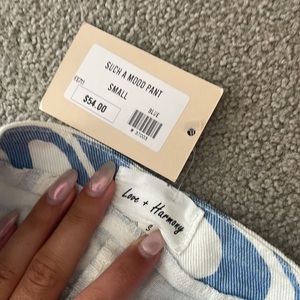 SUCH A MOOD PANT
SMALL
BLUE
$54.00
Love + Harmony
S